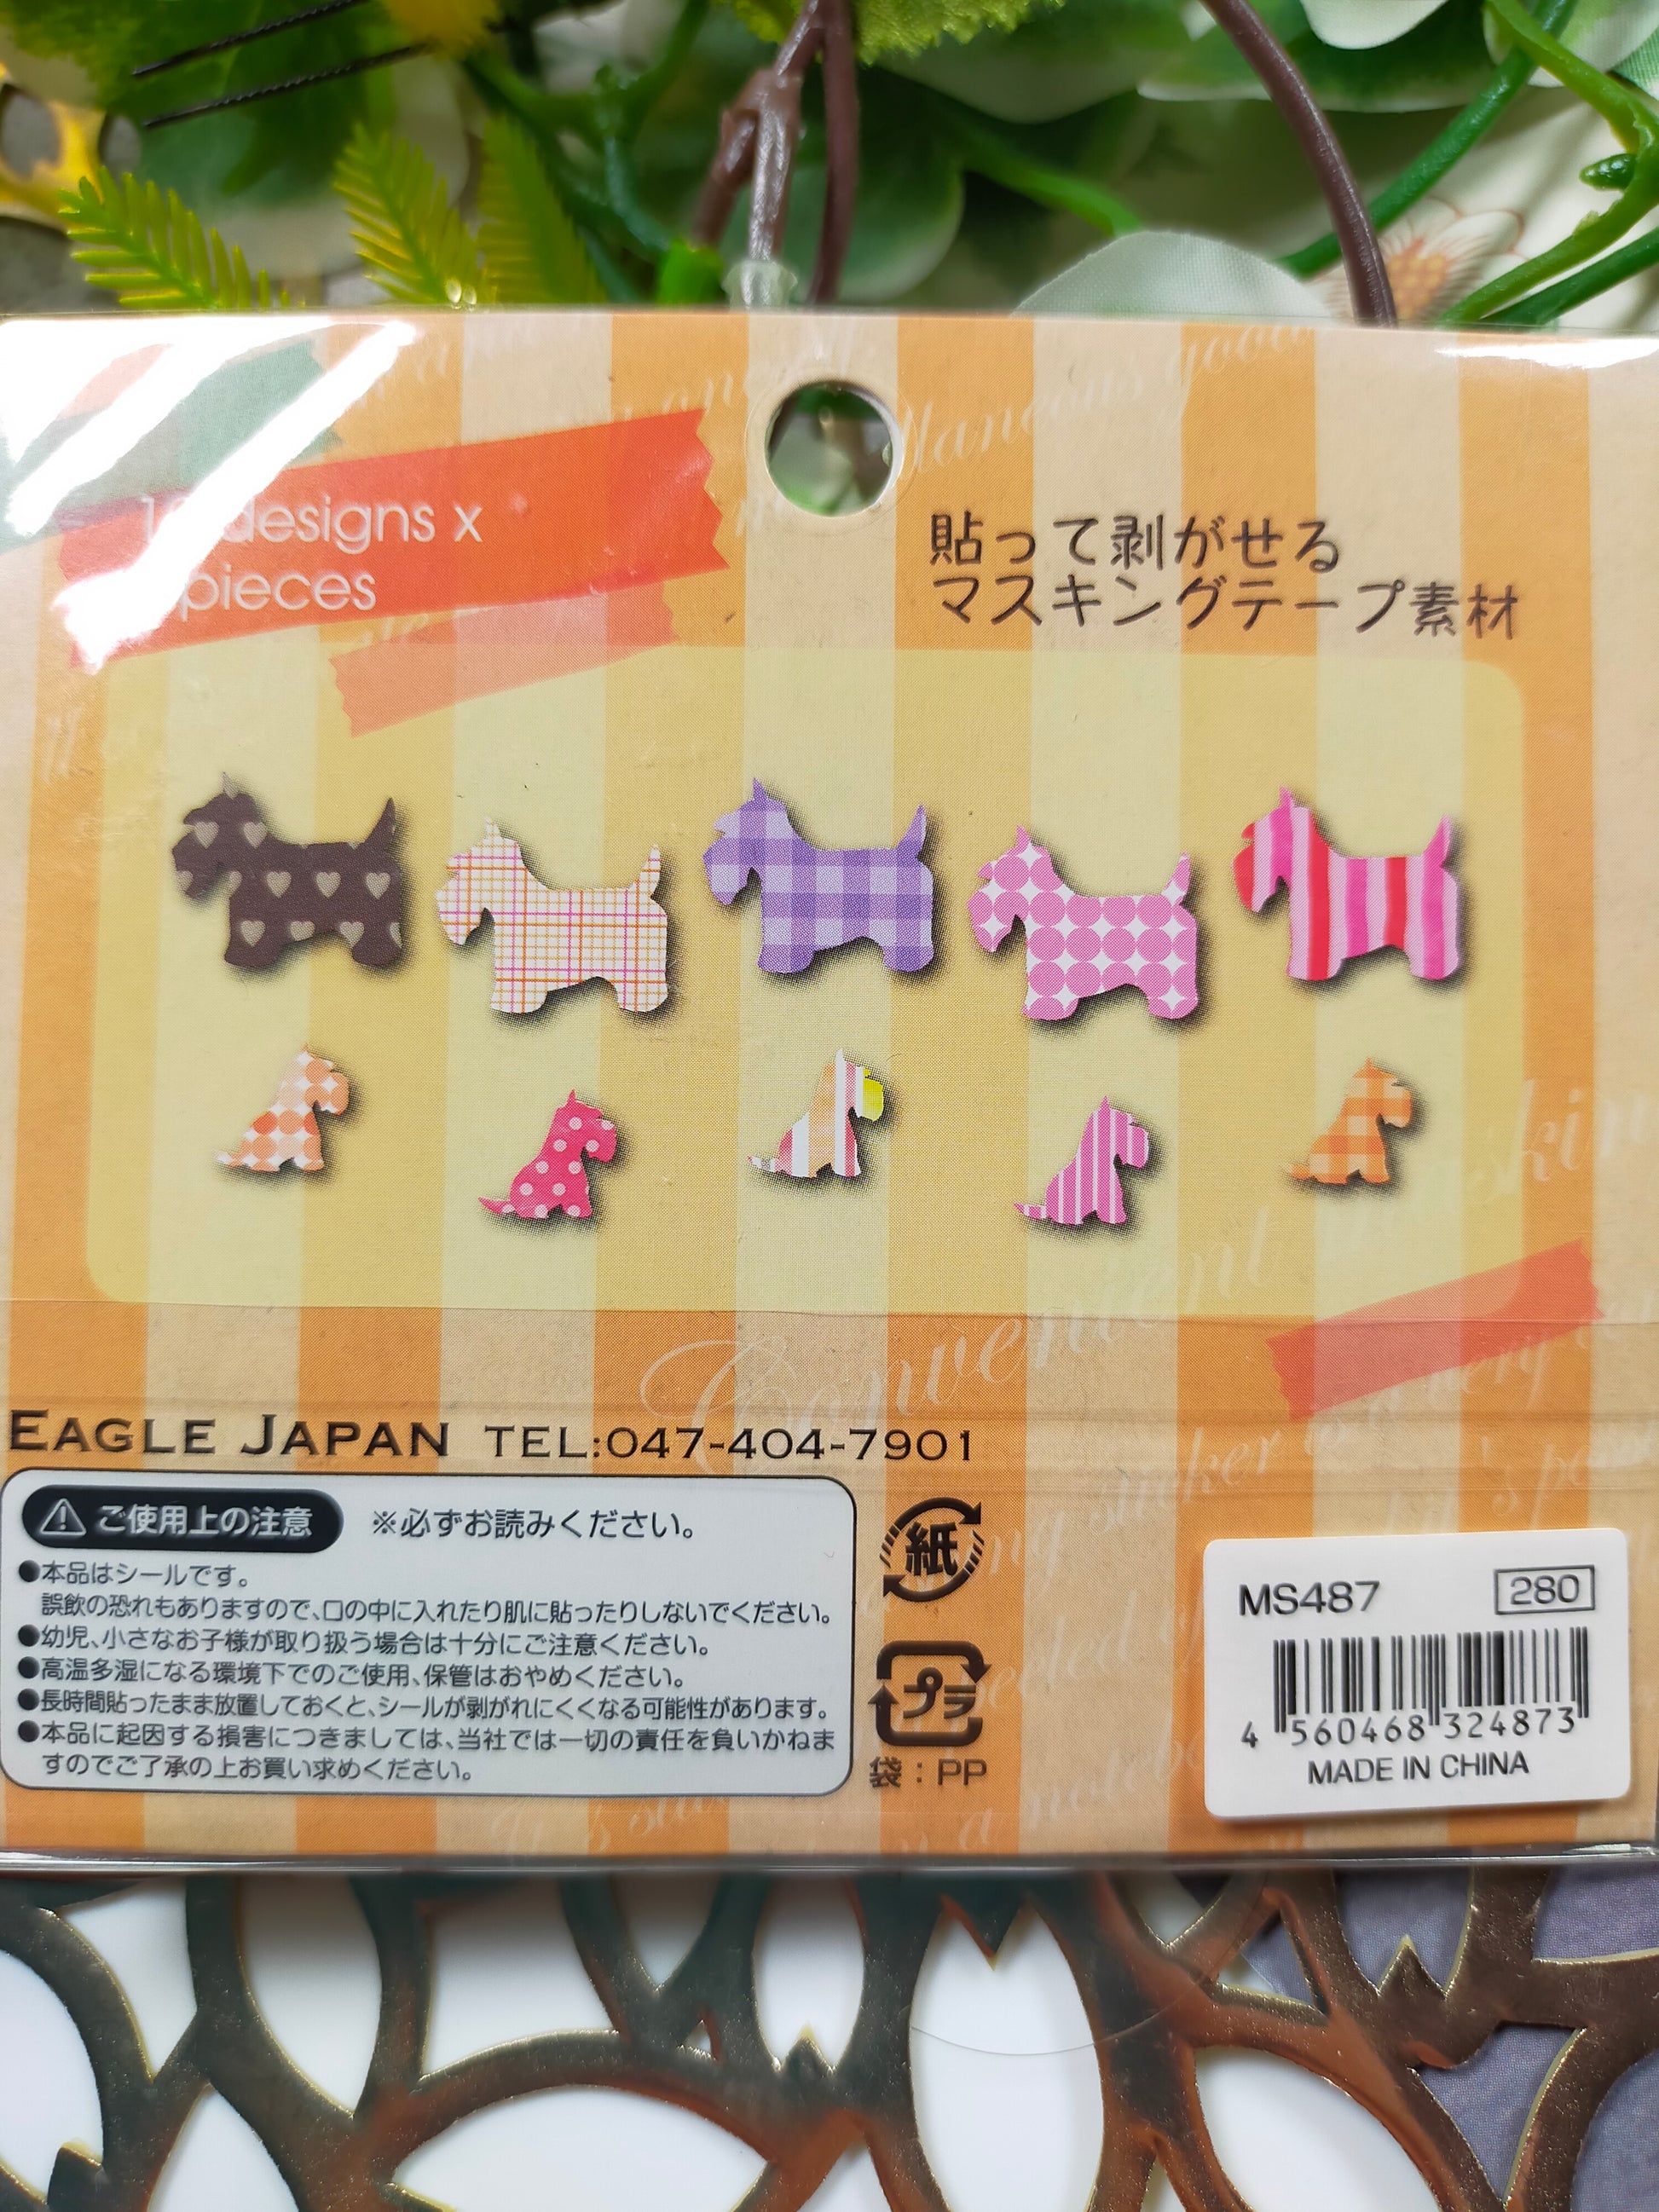 designs x
pieces
貼って剥がせる
マスキングテープ素材
Convenient
EAGLE JAPAN TEL:047-404-7901
ご使用上の注意 ※必ずお読みください。
●本品はシールです。
誤飲の恐れもありますので、口の中に入れたり肌に貼ったりしないでください。
●幼児、小さなお子様が取り扱う場合は十分にご注意ください。
●高温多湿になる環境下でのご使用、保管はおやめください。
●長時間貼ったまま放置しておくと、シールが剥がれにくくなる可能性があります。
●本品に起因する損害につきましては、当社では一切の責任を負いかねま
すのでご了承の上お買い求めください。
紙
プラ
袋：PP
MS487 280
4 560468 324873
MADE IN CHINA